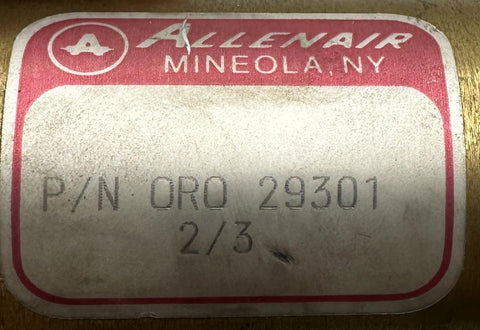 A ALLENAIR
MINEOLA, NY
P/N ORO 29301
2/3